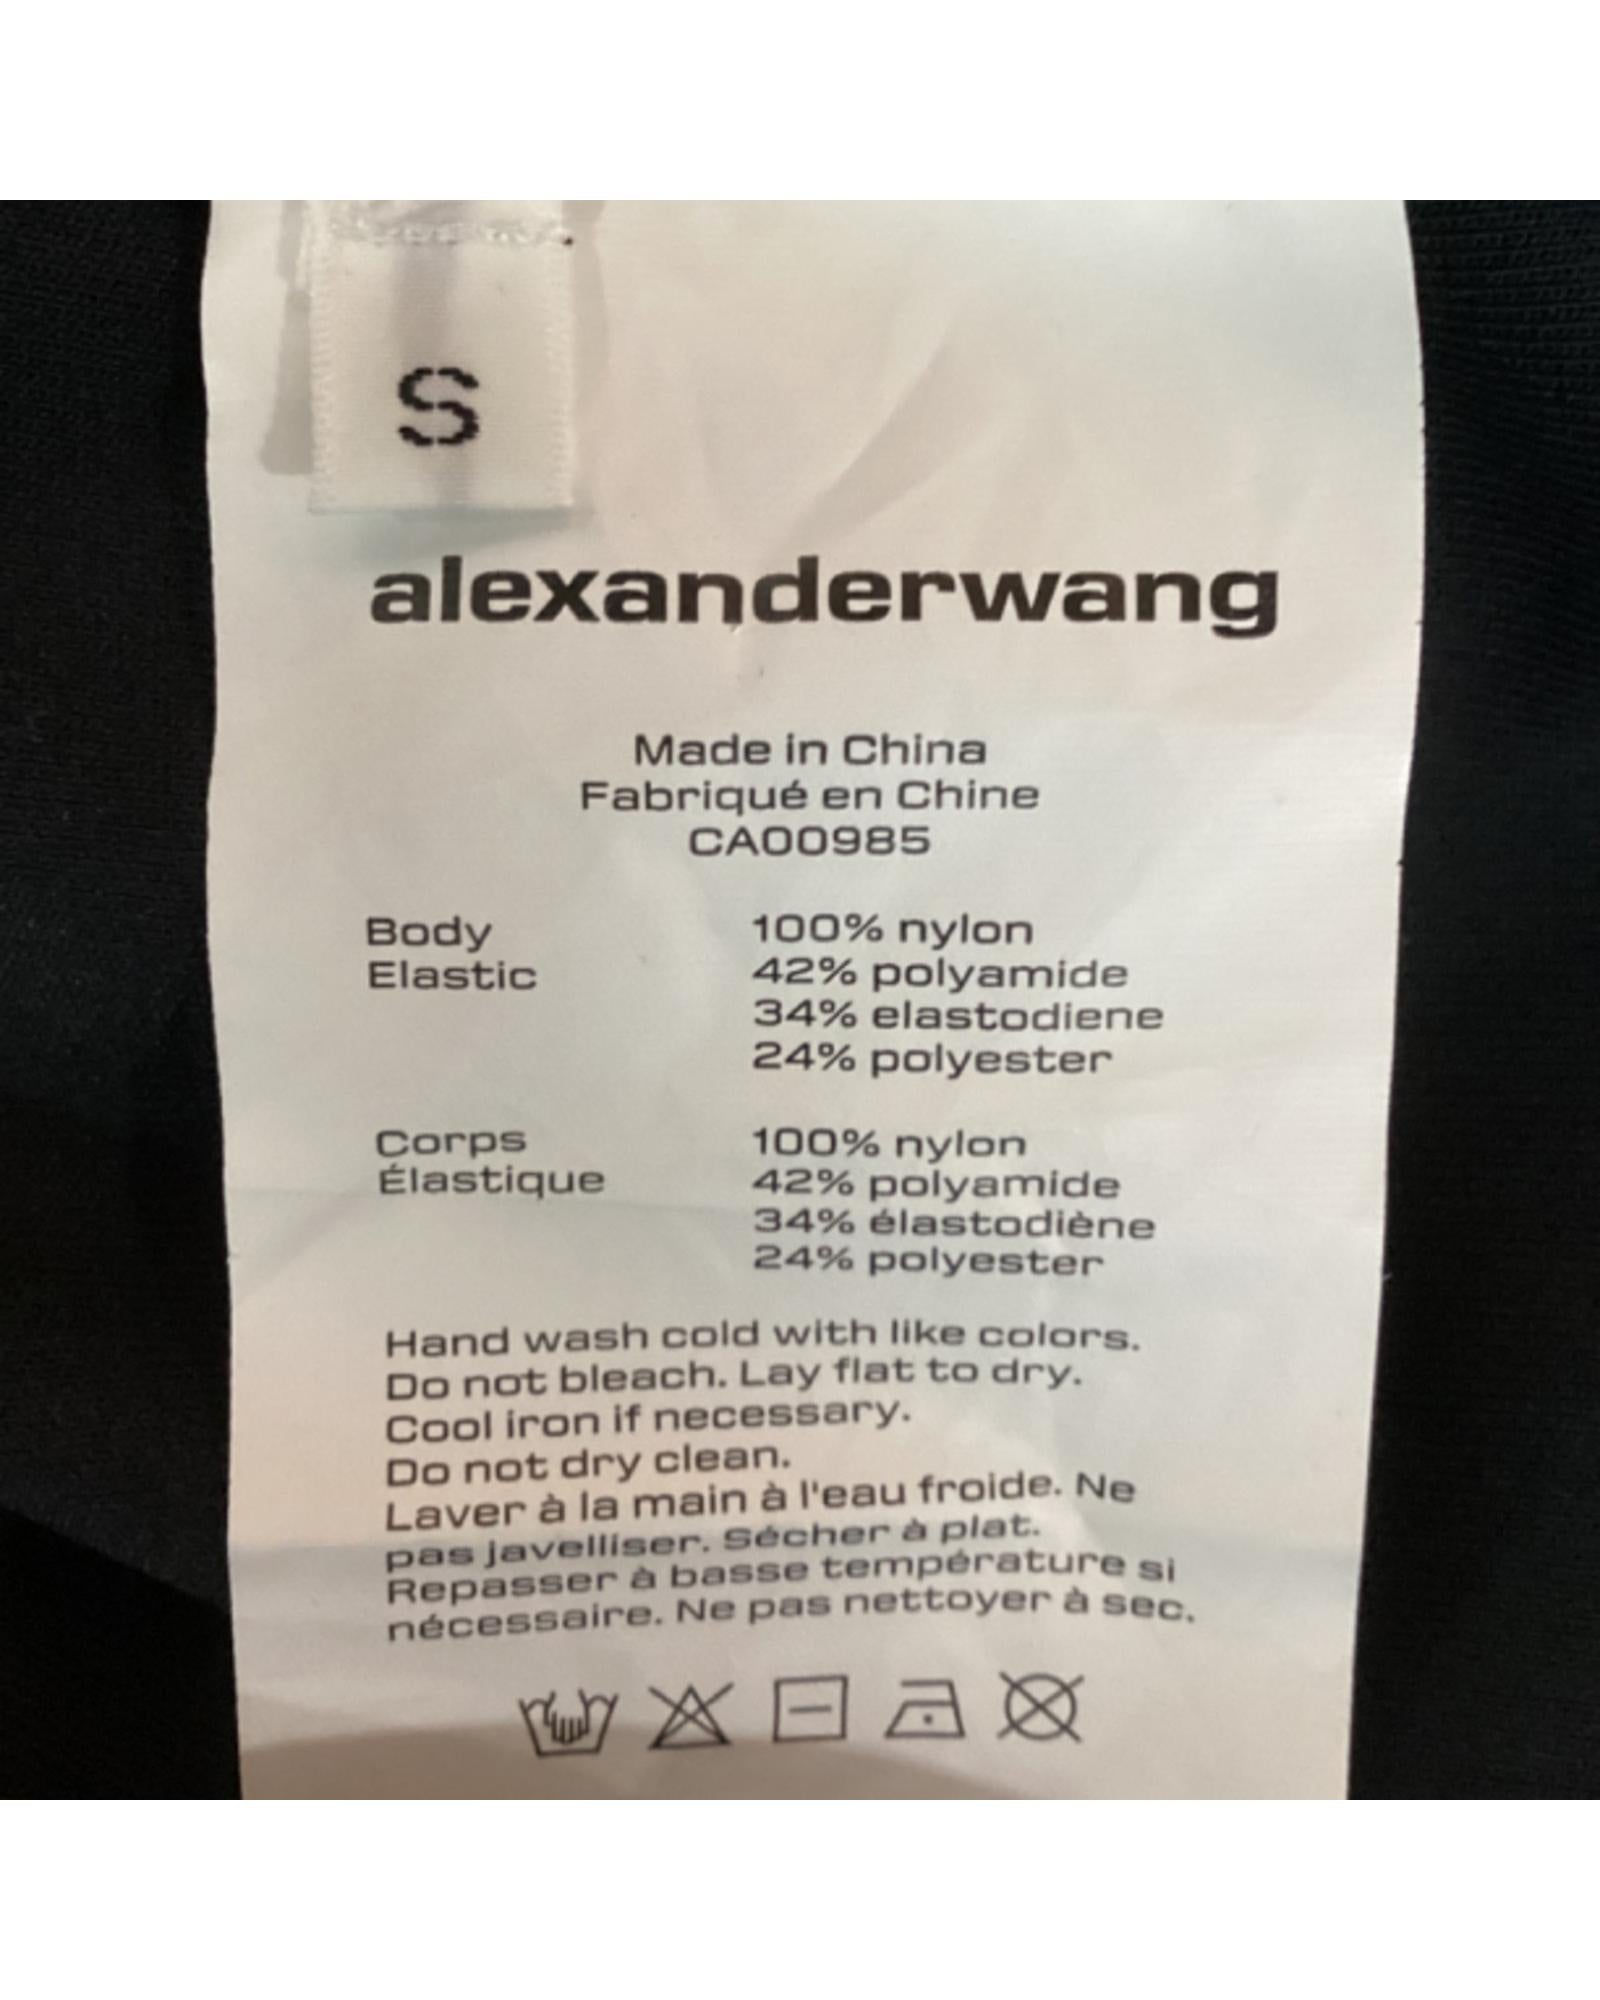 S
alexanderwang
Made in China
Fabriqué en Chine
CA00985
Body 100% nylon
Elastic 42% polyamide
34% elastodiene
24% polyester
Corps 100% nylon
Élastique 42% polyamide
34% élastodiène
24% polyester
Hand wash cold with like colors.
Do not bleach. Lay flat to dry.
Cool iron if necessary.
Do not dry clean.
Laver à la main à l'eau froide. Ne
pas javelliser. Sécher à plat.
Repasser à basse température si
nécessaire. Ne pas nettoyer à sec.